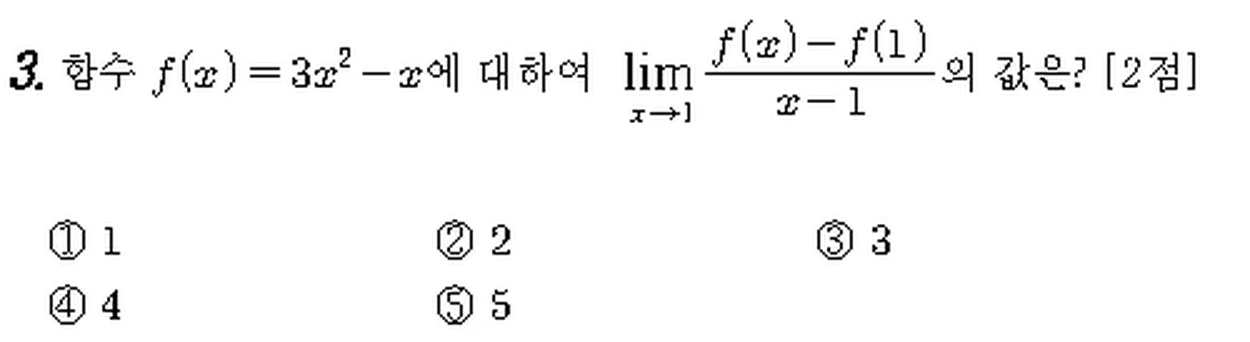 3. 함수 f(x)=3x²-x에 대하여 lim_{x→1} \frac{f(x)-f(1)}{x-1}의 값은? [2점]
① 1 ② 2 ③ 3
④ 4 ⑤ 5